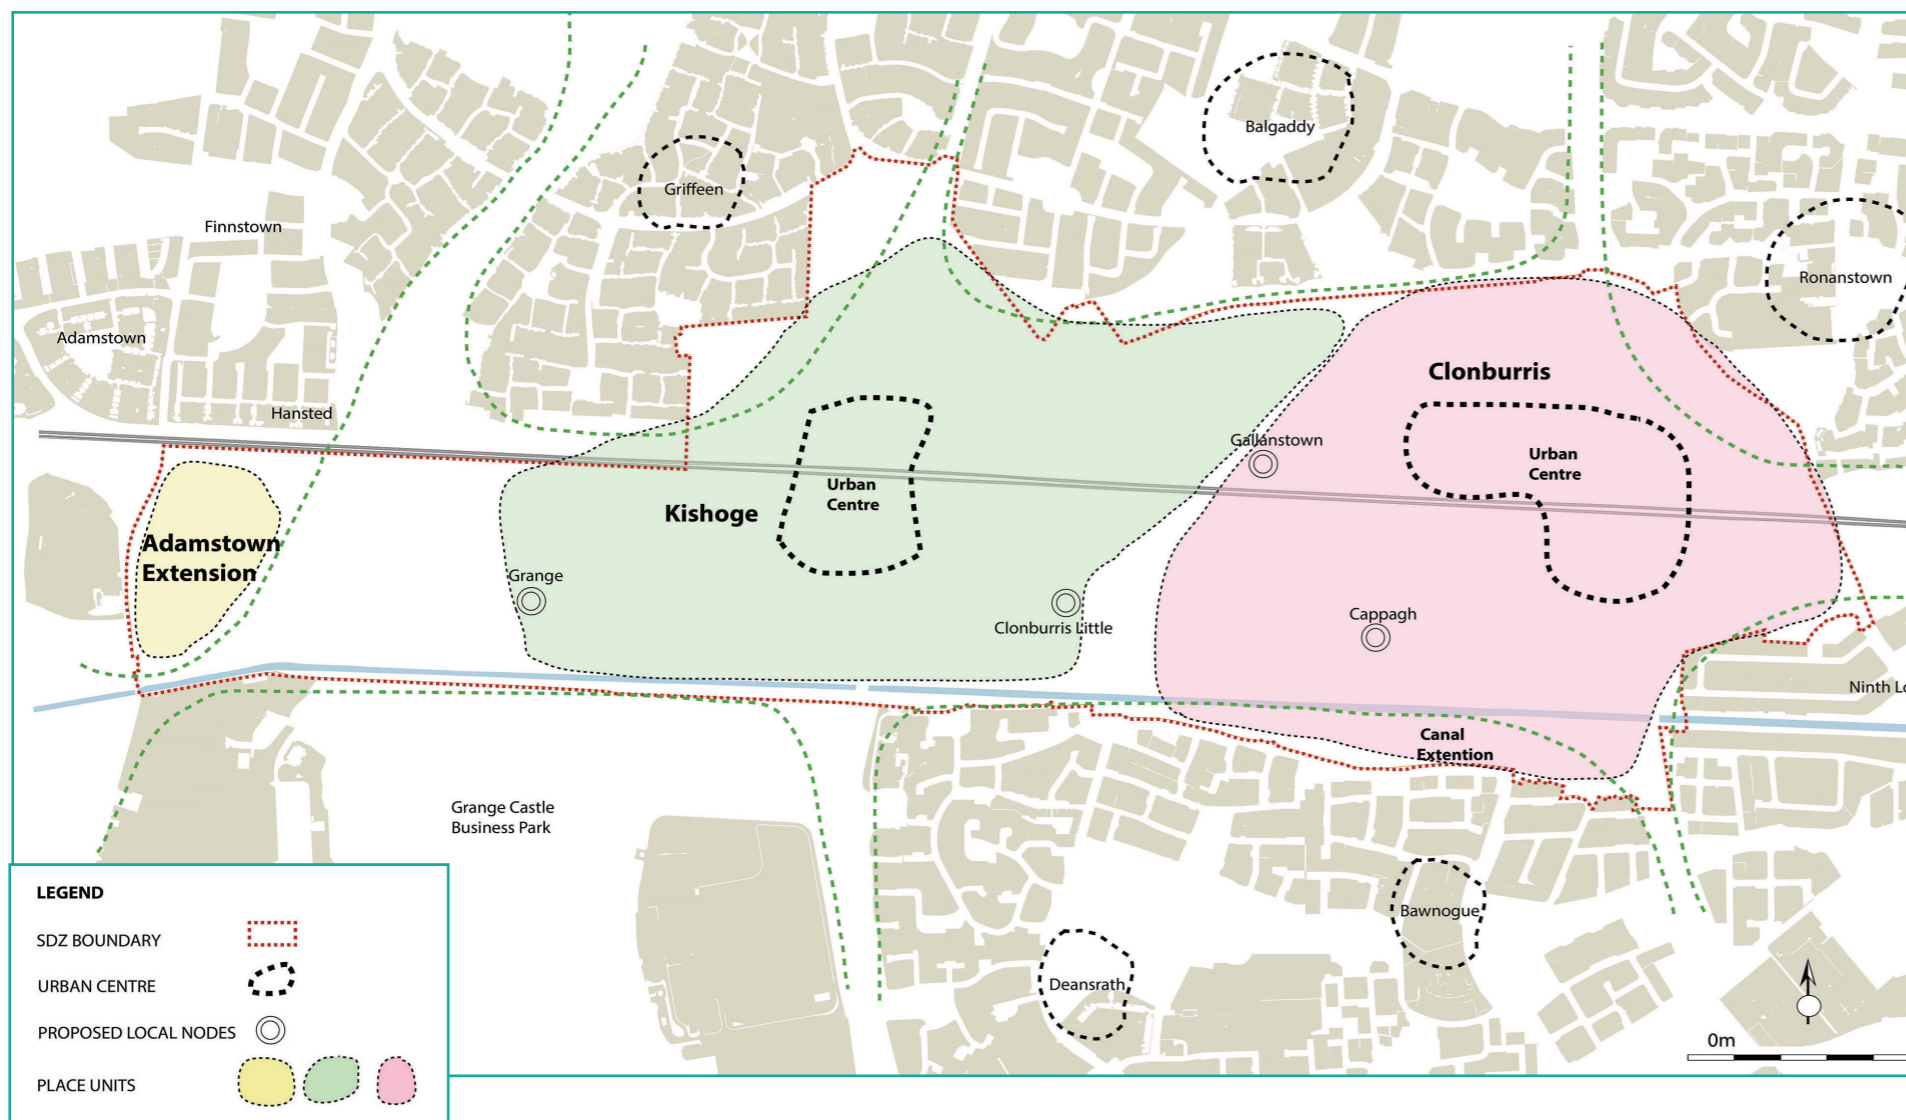 Balgaddy
Griffeen
Finnstown
Ronanstown
Adamstown
Clonburris
Hansted
Gallanstown
Urban
Centre
Urban
Centre
Kishoge
Adamstown
Extension
Grange
Cappagh
Clonburris Little
Ninth Lo
Canal
Extention
Grange Castle
Business Park
LEGEND
SDZ BOUNDARY
URBAN CENTRE
PROPOSED LOCAL NODES
PLACE UNITS
Bawnogue
Deansrath
0m